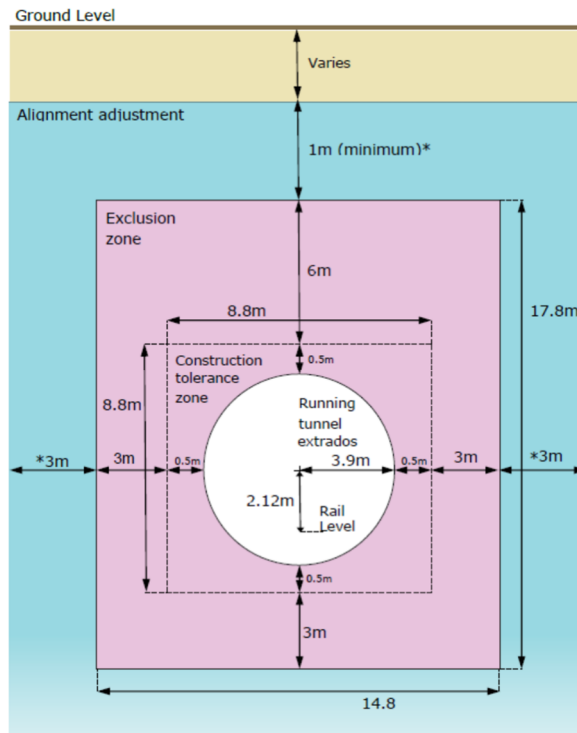 Ground Level
Varies
Alignment adjustment
1m (minimum)*
Exclusion
zone
6m
17.8m
8.8m
Construction
tolerance
zone
0.5m
8.8m
Running
tunnel
extrados
*3m
3m
0.5m
3.9m
0.5m
3m
*3m
2.12m
Rail
Level
0.5m
3m
14.8